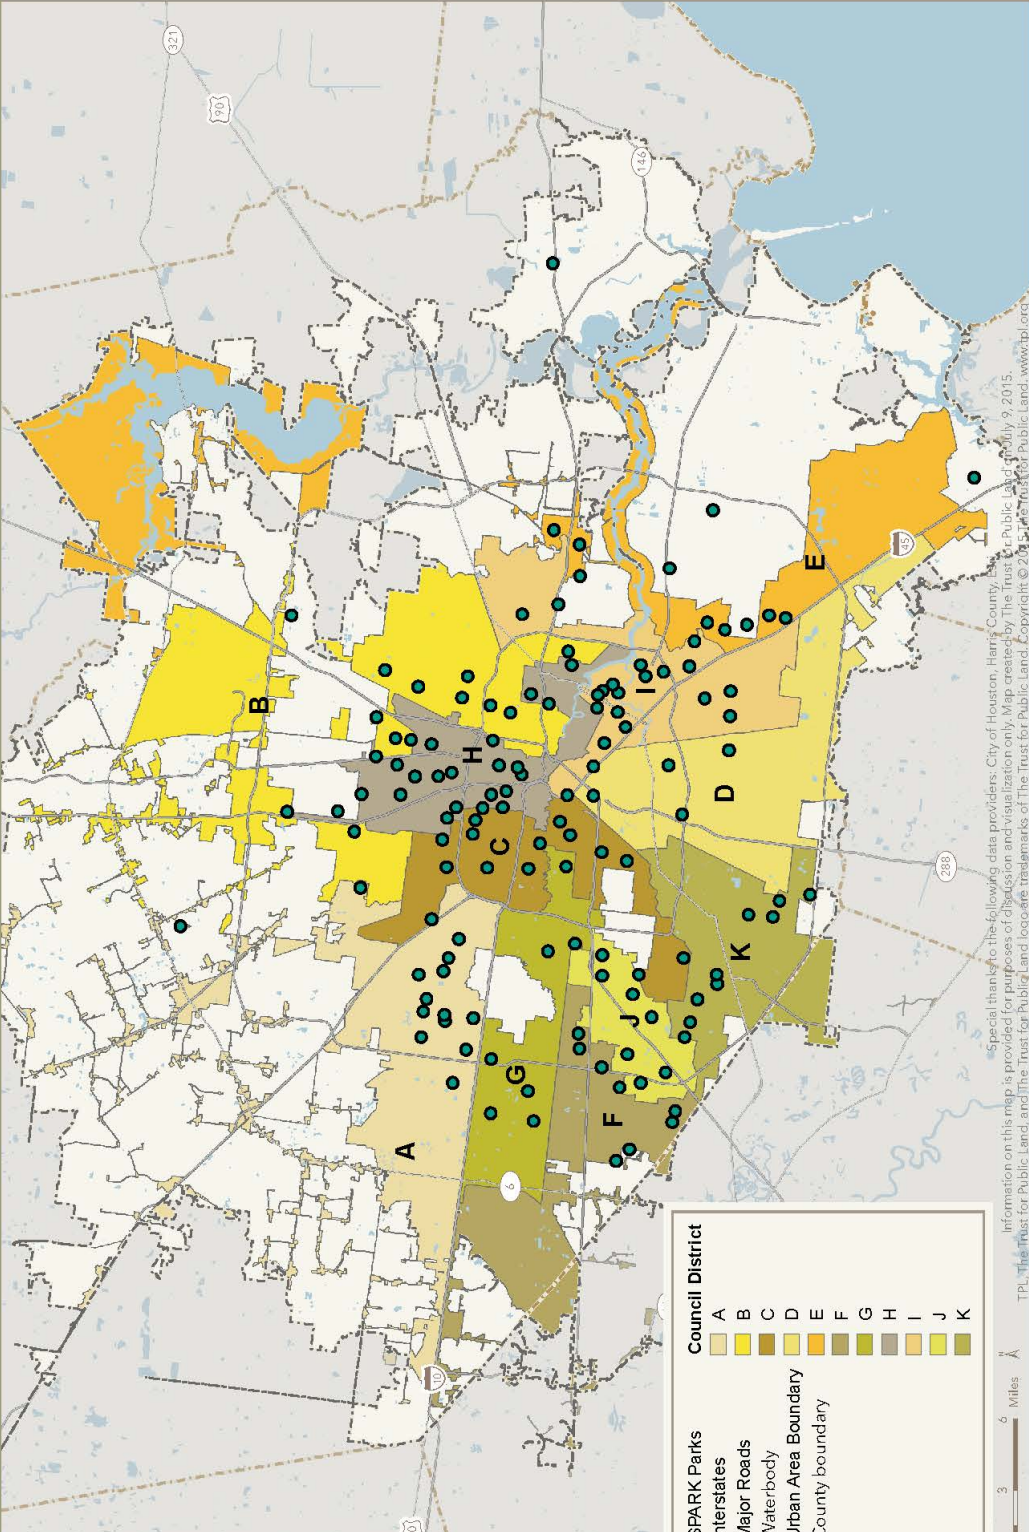 321
90
146
B
E
45
H
I
D
C
288
K
J
G
A
F
6
10
SPARK Parks
Interstates
Major Roads
Waterbody
Urban Area Boundary
County boundary
Council District
A
B
C
D
E
F
G
H
I
J
K
3
6
Miles
N
Special thanks to the following data providers: City of Houston, Harris County,
Information on this map is provided for purposes of discussion and visualization only. Map created by The Trust for Public Land on July 9, 2015.
TPL, The Trust for Public Land, and The Trust for Public Land logo are trademarks of The Trust for Public Land. Copyright © 2015 The Trust for Public Land. www.tpl.org